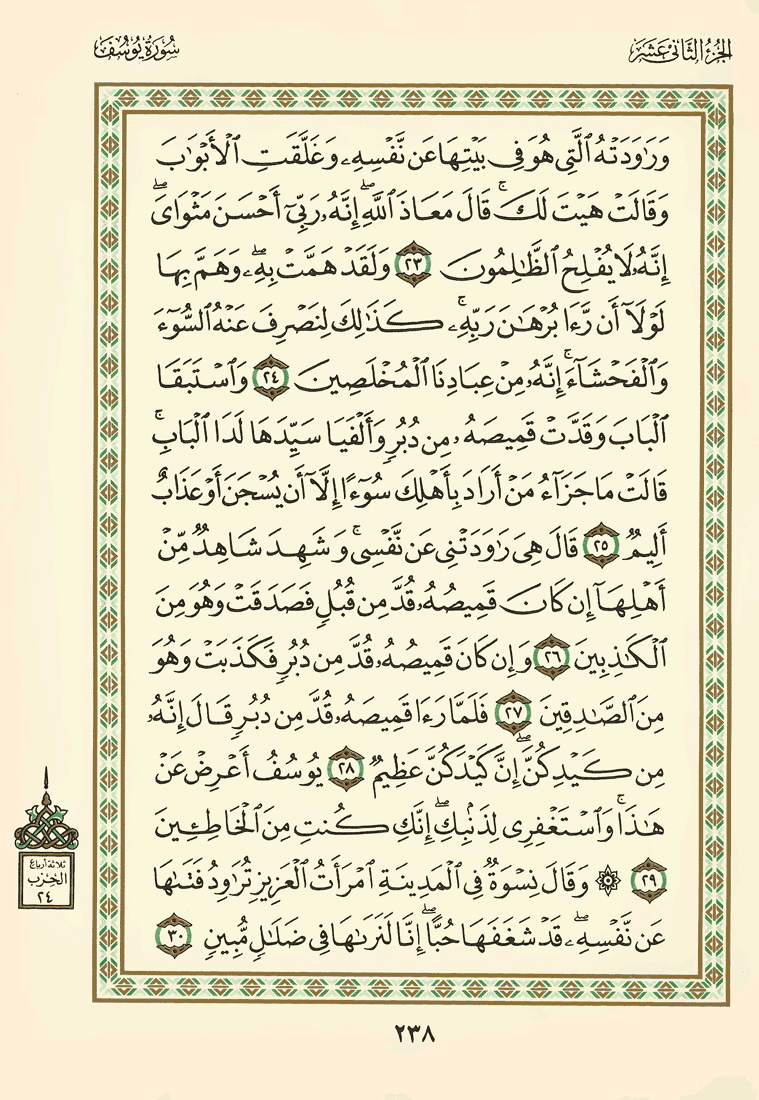 الجزء الثاني عشر
سورة يوسف
وَرَٰوَدَتْهُ ٱلَّتِى هُوَ فِى بَيْتِهَا عَن نَّفْسِهِۦ وَغَلَّقَتِ ٱلْأَبْوَٰبَ
وَقَالَتْ هَيْتَ لَكَ ۚ قَالَ مَعَاذَ ٱللَّهِ ۖ إِنَّهُۥ رَبِّىٓ أَحْسَنَ مَثْوَاىَ ۖ
إِنَّهُۥ لَا يُفْلِحُ ٱلظَّٰلِمُونَ ٢٣ وَلَقَدْ هَمَّتْ بِهِۦ ۖ وَهَمَّ بِهَا
لَوْلَآ أَن رَّءَا بُرْهَٰنَ رَبِّهِۦ ۚ كَذَٰلِكَ لِنَصْرِفَ عَنْهُ ٱلسُّوٓءَ
وَٱلْفَحْشَآءَ ۚ إِنَّهُۥ مِنْ عِبَادِنَا ٱلْمُخْلَصِينَ ٢٤ وَٱسْتَبَقَا
ٱلْبَابَ وَقَدَّتْ قَمِيصَهُۥ مِن دُبُرٍ وَأَلْفَيَا سَيِّدَهَا لَدَا ٱلْبَابِ ۚ
قَالَتْ مَا جَزَآءُ مَنْ أَرَادَ بِأَهْلِكَ سُوٓءًا إِلَّآ أَن يُسْجَنَ أَوْ عَذَابٌ
أَلِيمٌ ٢٥ قَالَ هِىَ رَٰوَدَتْنِى عَن نَّفْسِى ۚ وَشَهِدَ شَاهِدٌ مِّنْ
أَهْلِهَآ إِن كَانَ قَمِيصُهُۥ قُدَّ مِن قُبُلٍ فَصَدَقَتْ وَهُوَ مِنَ
ٱلْكَٰذِبِينَ ٢٦ وَإِن كَانَ قَمِيصُهُۥ قُدَّ مِن دُبُرٍ فَكَذَبَتْ وَهُوَ
مِنَ ٱلصَّٰدِقِينَ ٢٧ فَلَمَّا رَءَا قَمِيصَهُۥ قُدَّ مِن دُبُرٍ قَالَ إِنَّهُۥ
مِن كَيْدِكُنَّ ۖ إِنَّ كَيْدَكُنَّ عَظِيمٌ ٢٨ يُوسُفُ أَعْرِضْ عَنْ
هَٰذَا ۚ وَٱسْتَغْفِرِى لِذَنۢبِكِ ۖ إِنَّكِ كُنتِ مِنَ ٱلْخَاطِـِٔينَ
٢٩ ۞ وَقَالَ نِسْوَةٌ فِى ٱلْمَدِينَةِ ٱمْرَأَتُ ٱلْعَزِيزِ تُرَٰوِدُ فَتَىٰهَا
عَن نَّفْسِهِۦ ۖ قَدْ شَغَفَهَا حُبًّا ۖ إِنَّا لَنَرَىٰهَا فِى ضَلَٰلٍ مُّبِينٍ ٣٠
ثلاثة أرباع
الحزب
٢٤
٢٣٨